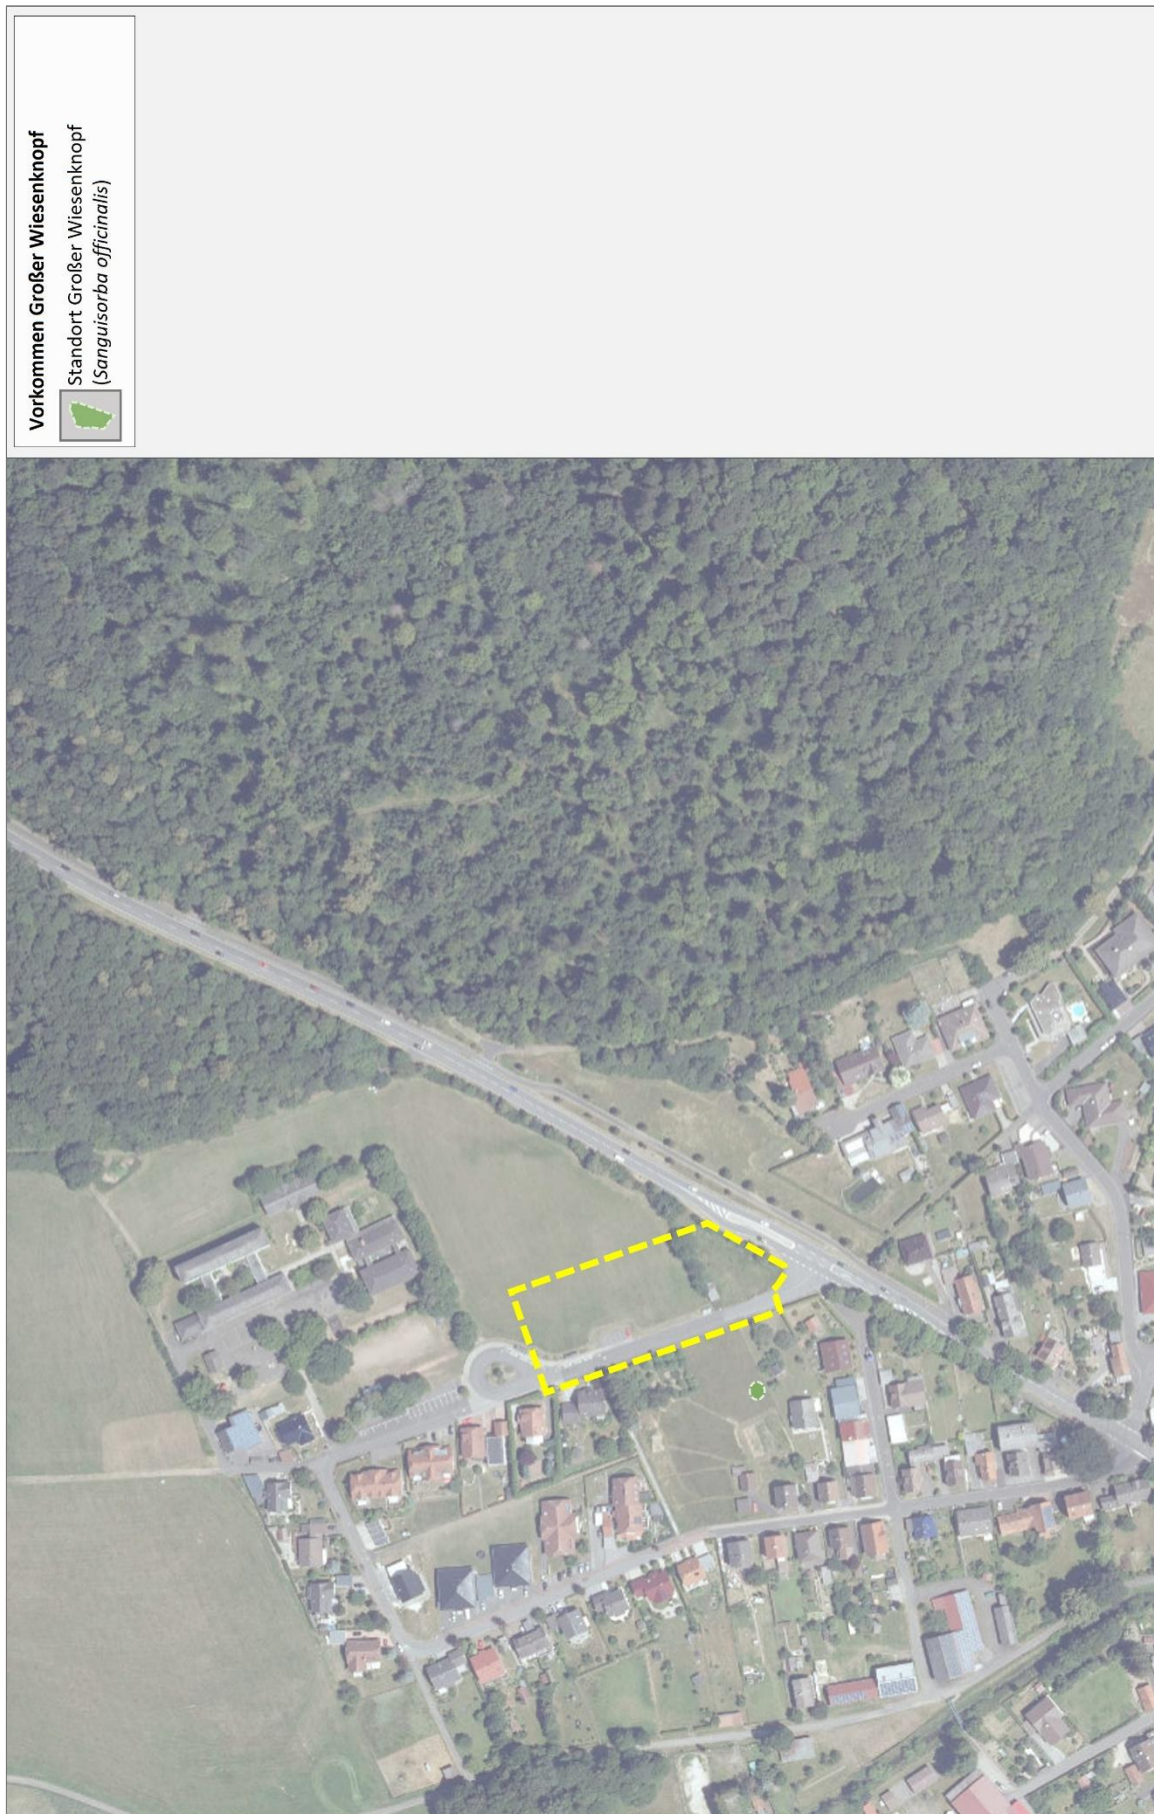 Vorkommen Großer Wiesenknopf
Standort Großer Wiesenknopf
(Sanguisorba officinalis)